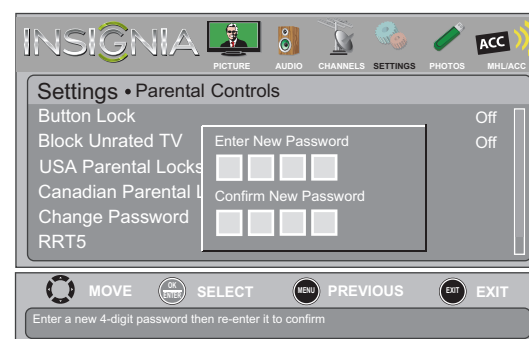 INSIGNIA
PICTURE AUDIO CHANNELS SETTINGS PHOTOS MHL/ACC
ACC
Settings • Parental Controls
Button Lock Off
Block Unrated TV Off
USA Parental Locks
Canadian Parental L
Change Password
RRT5
Enter New Password
Confirm New Password
MOVE OK ENTER SELECT MENU PREVIOUS EXIT EXIT
Enter a new 4-digit password then re-enter it to confirm